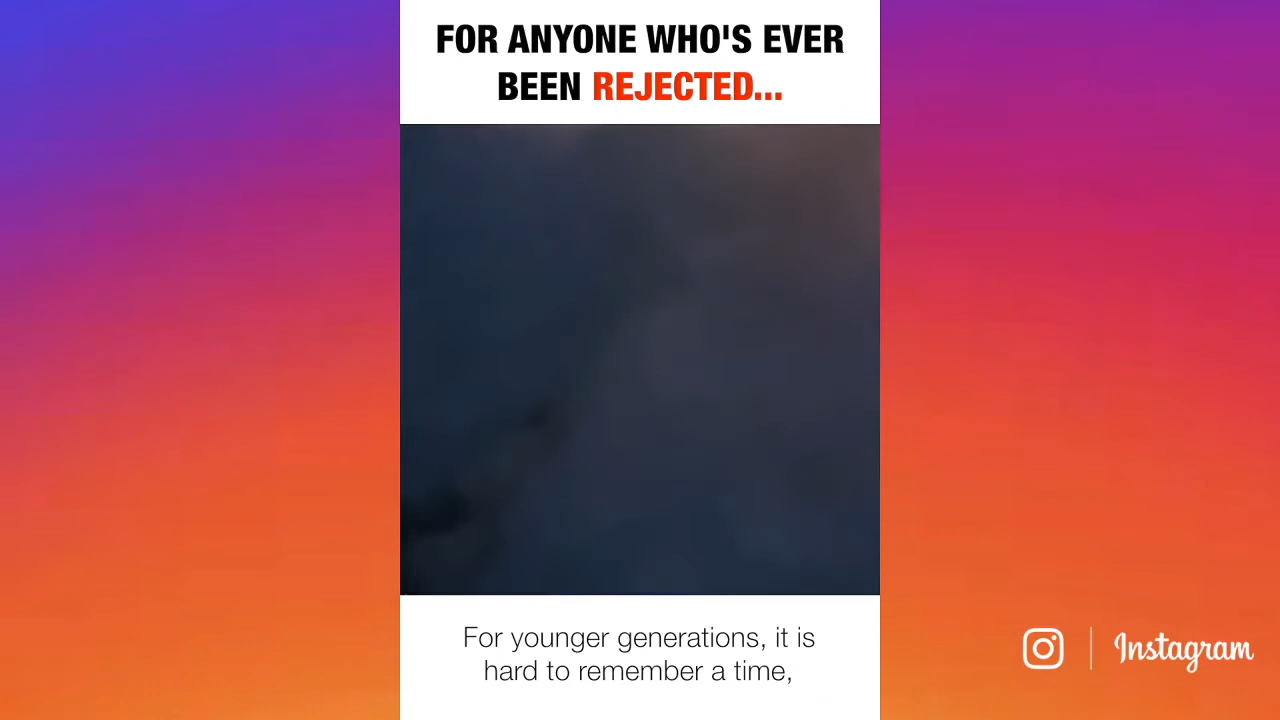 FOR ANYONE WHO'S EVER
BEEN REJECTED...
For younger generations, it is
hard to remember a time,
Instagram